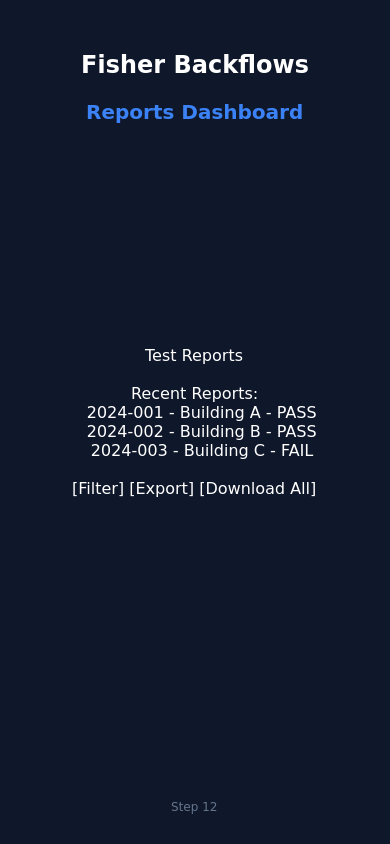 Fisher Backflows
Reports Dashboard
Test Reports
Recent Reports:
2024-001 - Building A - PASS
2024-002 - Building B - PASS
2024-003 - Building C - FAIL
[Filter] [Export] [Download All]
Step 12